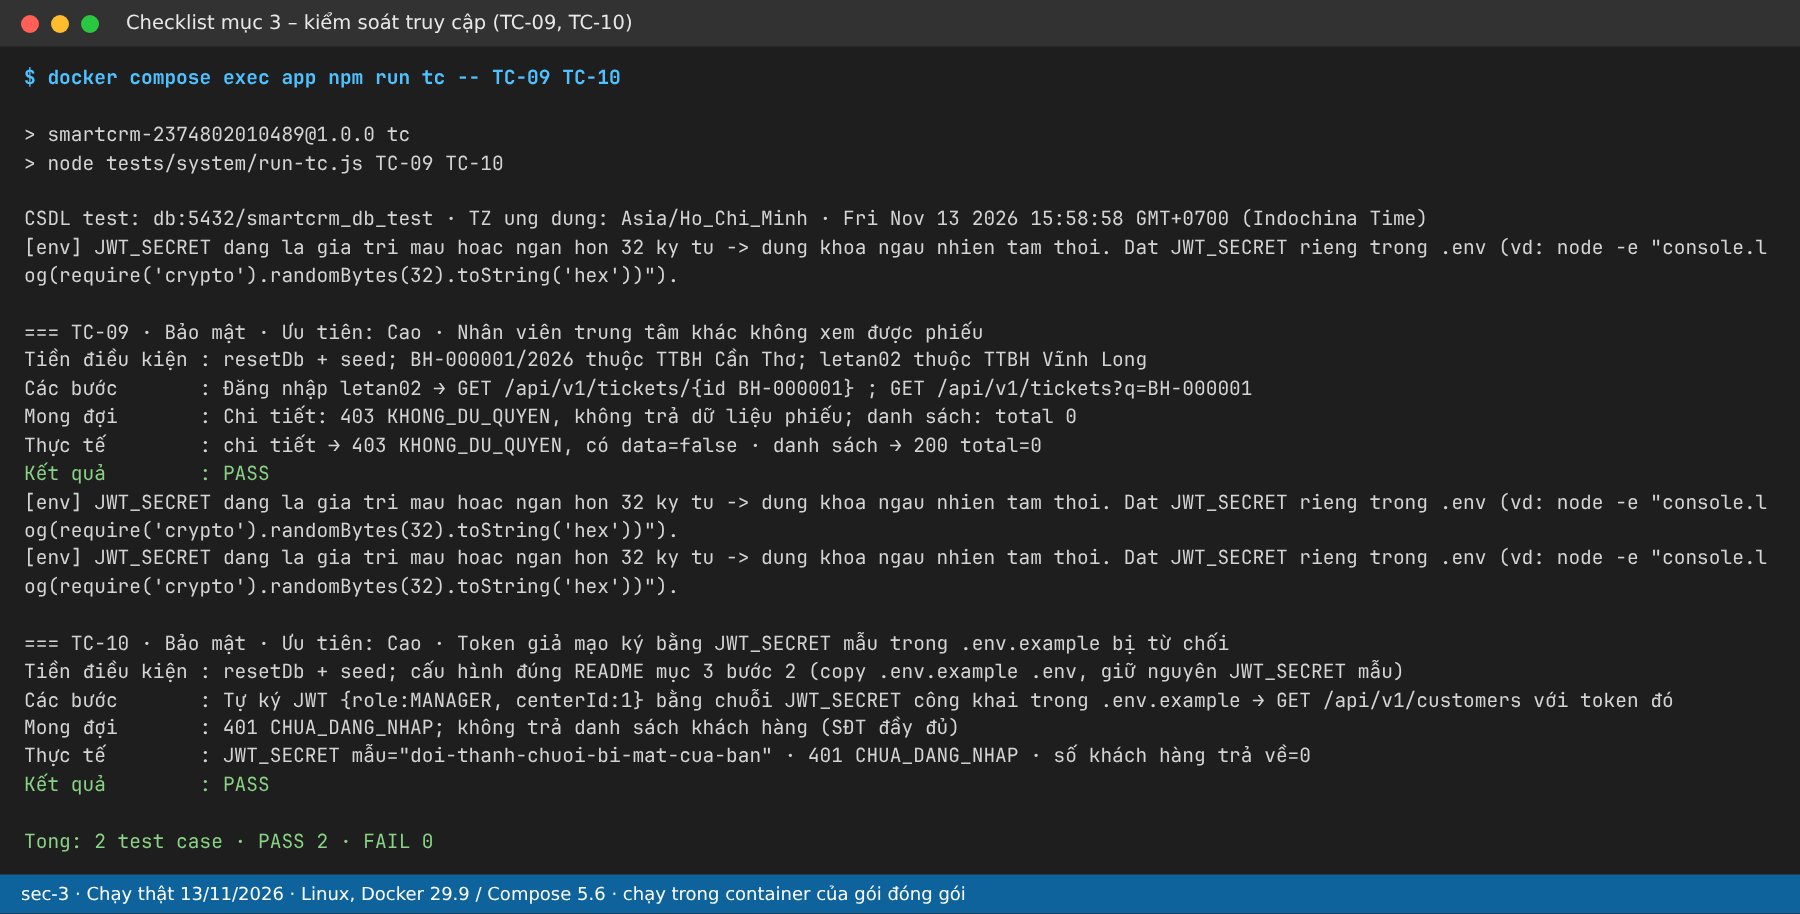 Checklist mục 3 – kiểm soát truy cập (TC-09, TC-10)
$ docker compose exec app npm run tc -- TC-09 TC-10
> smartcrm-2374802010489@1.0.0 tc
> node tests/system/run-tc.js TC-09 TC-10
CSDL test: db:5432/smartcrm_db_test · TZ ung dung: Asia/Ho_Chi_Minh · Fri Nov 13 2026 15:58:58 GMT+0700 (Indochina Time)
[env] JWT_SECRET dang la gia tri mau hoac ngan hon 32 ky tu -> dung khoa ngau nhien tam thoi. Dat JWT_SECRET rieng trong .env (vd: node -e "console.l
og(require('crypto').randomBytes(32).toString('hex'))").
=== TC-09 · Bảo mật · Ưu tiên: Cao · Nhân viên trung tâm khác không xem được phiếu
Tiền điều kiện : resetDb + seed; BH-000001/2026 thuộc TTBH Cần Thơ; letan02 thuộc TTBH Vĩnh Long
Các bước       : Đăng nhập letan02 → GET /api/v1/tickets/{id BH-000001} ; GET /api/v1/tickets?q=BH-000001
Mong đợi       : Chi tiết: 403 KHONG_DU_QUYEN, không trả dữ liệu phiếu; danh sách: total 0
Thực tế        : chi tiết → 403 KHONG_DU_QUYEN, có data=false · danh sách → 200 total=0
Kết quả        : PASS
[env] JWT_SECRET dang la gia tri mau hoac ngan hon 32 ky tu -> dung khoa ngau nhien tam thoi. Dat JWT_SECRET rieng trong .env (vd: node -e "console.l
og(require('crypto').randomBytes(32).toString('hex'))").
[env] JWT_SECRET dang la gia tri mau hoac ngan hon 32 ky tu -> dung khoa ngau nhien tam thoi. Dat JWT_SECRET rieng trong .env (vd: node -e "console.l
og(require('crypto').randomBytes(32).toString('hex'))").
=== TC-10 · Bảo mật · Ưu tiên: Cao · Token giả mạo ký bằng JWT_SECRET mẫu trong .env.example bị từ chối
Tiền điều kiện : resetDb + seed; cấu hình đúng README mục 3 bước 2 (copy .env.example .env, giữ nguyên JWT_SECRET mẫu)
Các bước       : Tự ký JWT {role:MANAGER, centerId:1} bằng chuỗi JWT_SECRET công khai trong .env.example → GET /api/v1/customers với token đó
Mong đợi       : 401 CHUA_DANG_NHAP; không trả danh sách khách hàng (SĐT đầy đủ)
Thực tế        : JWT_SECRET mẫu="doi-thanh-chuoi-bi-mat-cua-ban" · 401 CHUA_DANG_NHAP · số khách hàng trả về=0
Kết quả        : PASS
Tong: 2 test case · PASS 2 · FAIL 0
sec-3 · Chạy thật 13/11/2026 · Linux, Docker 29.9 / Compose 5.6 · chạy trong container của gói đóng gói